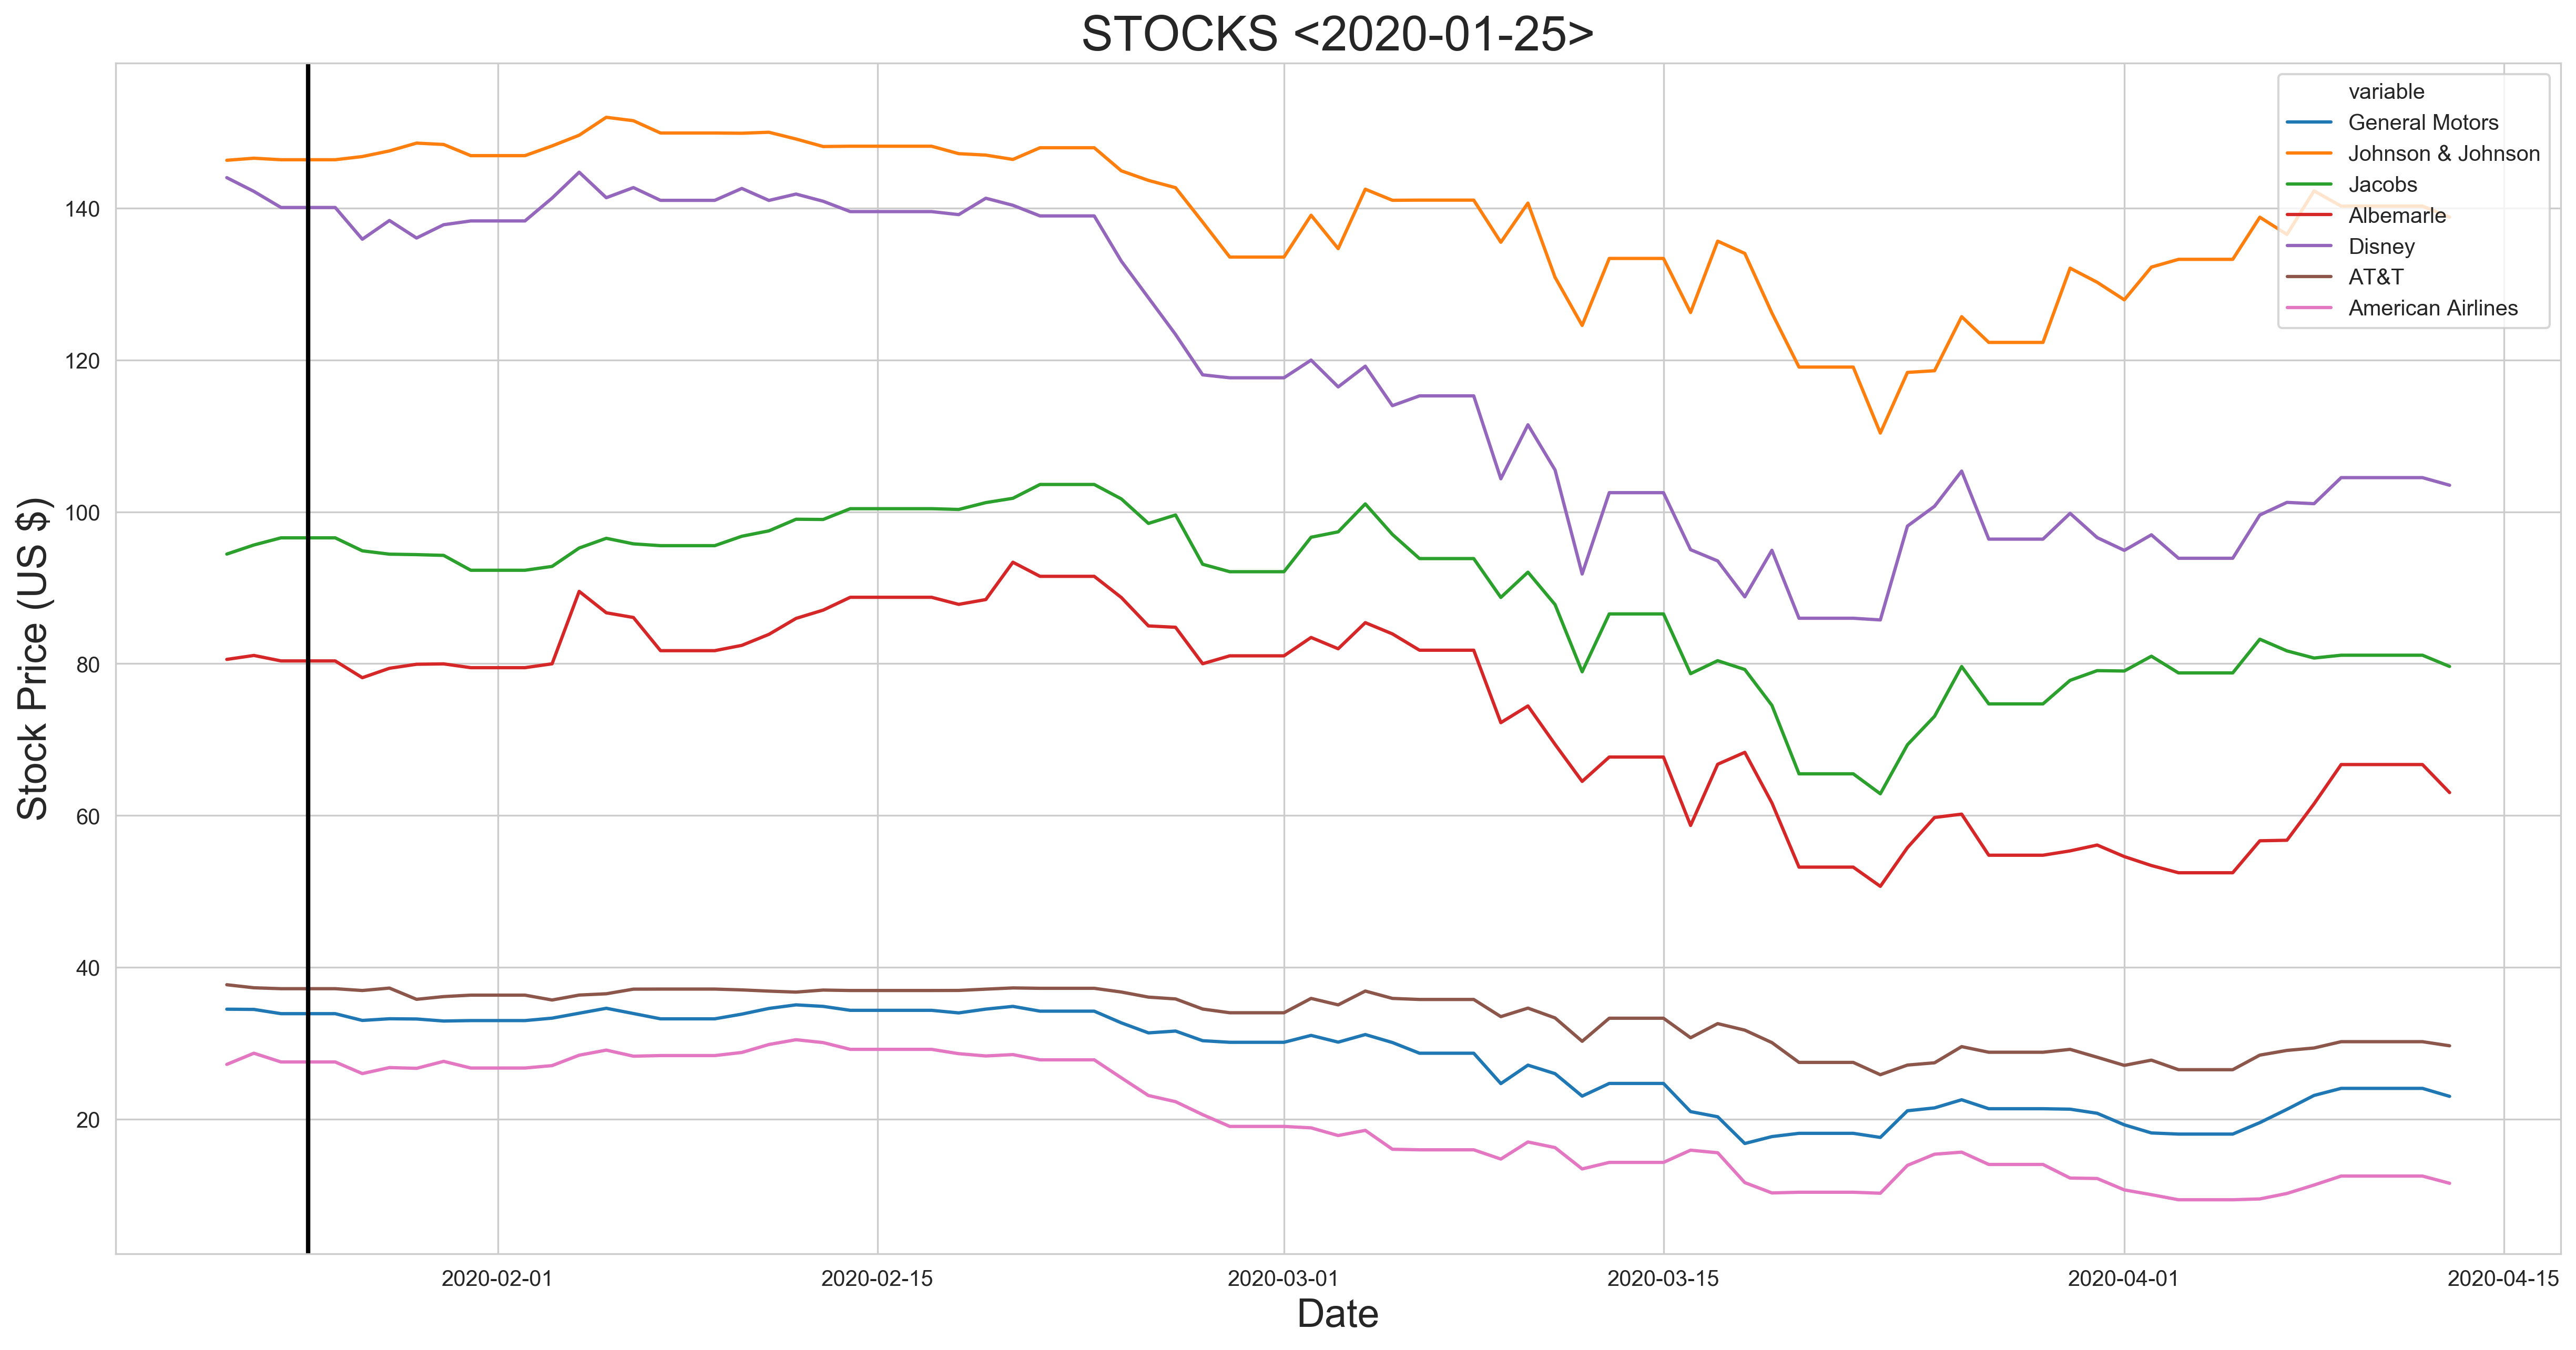 STOCKS <2020-01-25>
variable
General Motors
Johnson & Johnson
Jacobs
Albemarle
Disney
AT&T
American Airlines
Stock Price (US $)
140
120
100
80
60
40
20
2020-02-01
2020-02-15
2020-03-01
2020-03-15
2020-04-01
2020-04-15
Date